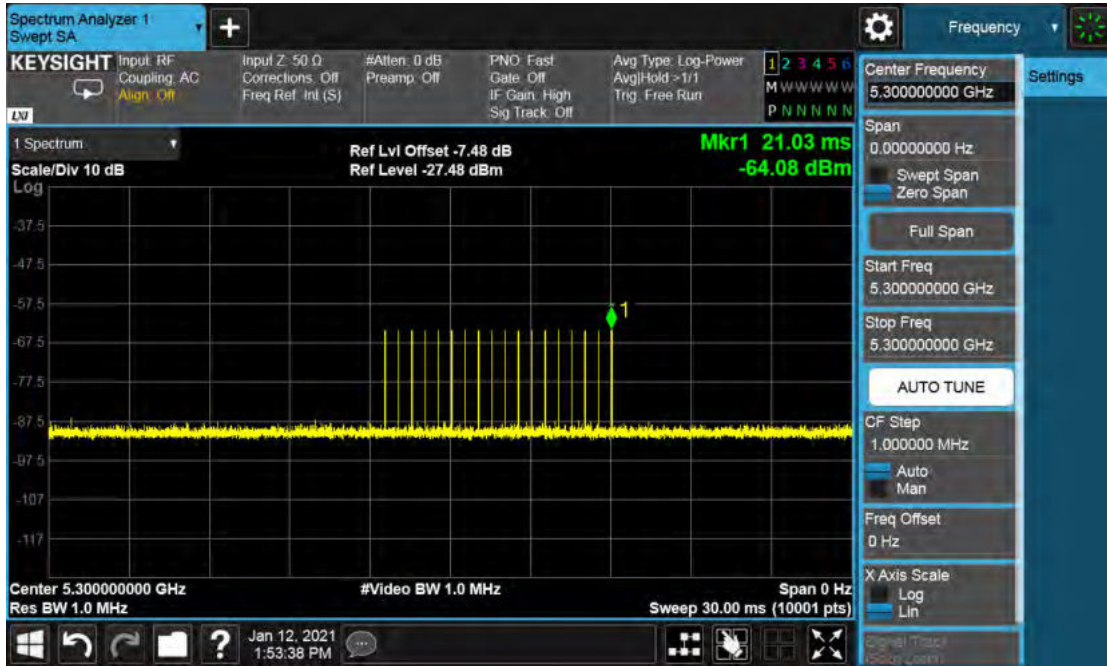 Spectrum Analyzer 1
Swept SA
+
Frequency
KEYSIGHT
Input: RF
Coupling: AC
Align: Off
LXI
Input Z: 50 Ω
Corrections: Off
Freq Ref: Int (S)
#Atten: 0 dB
Preamp: Off
PNO: Fast
Gate: Off
IF Gain: High
Sig Track: Off
Avg Type: Log-Power
Avg|Hold:>1/1
Trig: Free Run
1 2 3 4 5 6
M W W W W W
P N N N N N
Center Frequency
5.300000000 GHz
Settings
1 Spectrum
Scale/Div 10 dB
Ref Lvl Offset -7.48 dB
Ref Level -27.48 dBm
Mkr1 21.03 ms
-64.08 dBm
Span
0.00000000 Hz
Swept Span
Zero Span
Full Span
Start Freq
5.300000000 GHz
Stop Freq
5.300000000 GHz
AUTO TUNE
CF Step
1.000000 MHz
Auto
Man
Freq Offset
0 Hz
X Axis Scale
Log
Lin
Signal Track
(Span Zoom)
Log
-37.5
-47.5
-57.5
-67.5
-77.5
-87.5
-97.5
-107
-117
1
Center 5.300000000 GHz
Res BW 1.0 MHz
#Video BW 1.0 MHz
Span 0 Hz
Sweep 30.00 ms (10001 pts)
?
Jan 12, 2021
1:53:38 PM